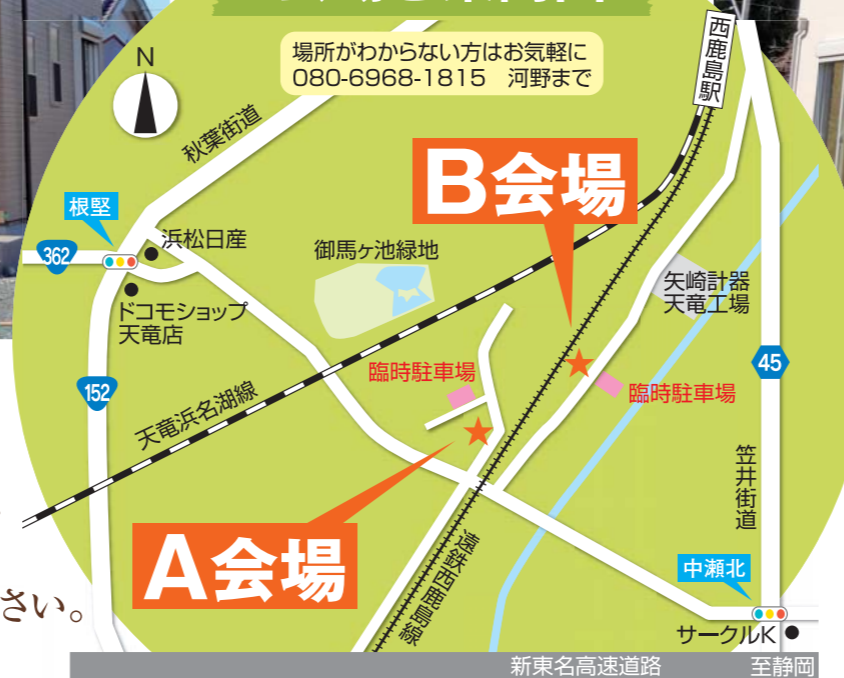 場所がわからない方はお気軽に
080-6968-1815 河野まで
N
西鹿島駅
秋葉街道
B会場
根堅
浜松日産
362
御馬ヶ池緑地
矢崎計器
天竜工場
ドコモショップ
天竜店
臨時駐車場
臨時駐車場
45
152
天竜浜名湖線
笠井街道
A会場
遠鉄西鹿島線
中瀬北
さい。
サークルK
新東名高速道路
至静岡